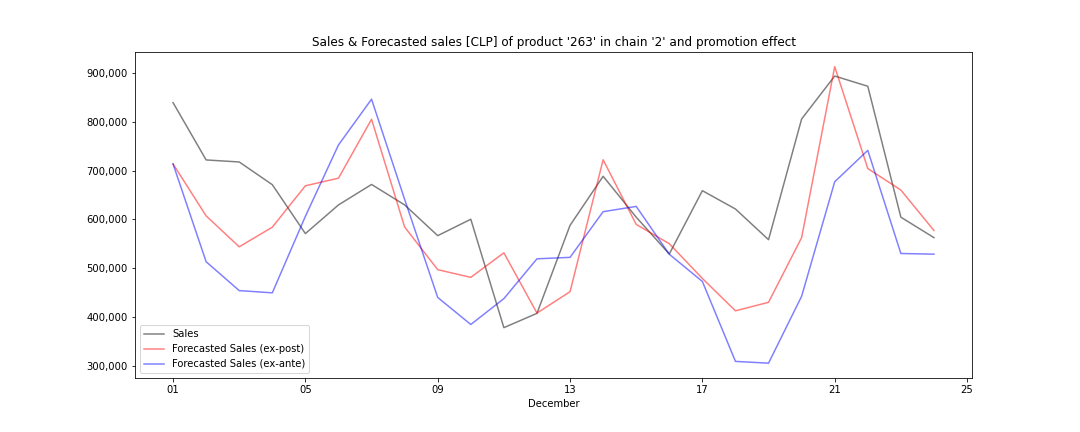 Sales & Forecasted sales [CLP] of product '263' in chain '2' and promotion effect
900,000
800,000
700,000
600,000
500,000
400,000
300,000
Sales
Forecasted Sales (ex-post)
Forecasted Sales (ex-ante)
01 05 09 13 17 21 25
December